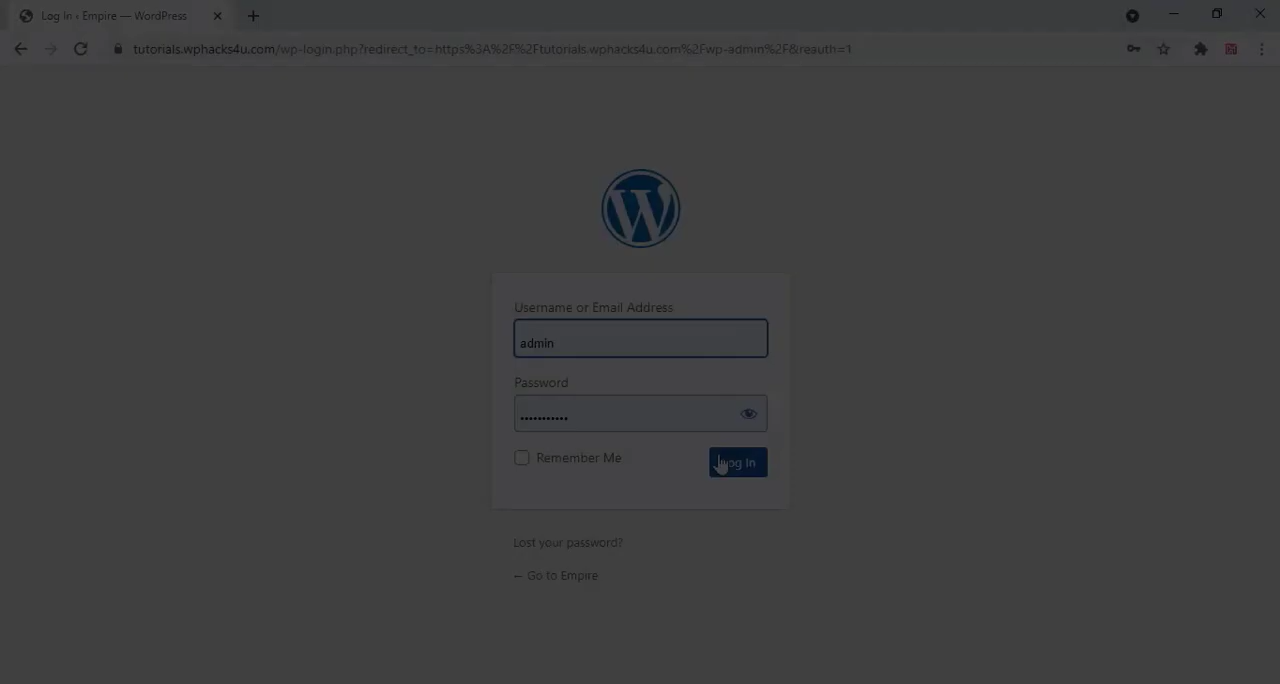 Log In ‹ Empire — WordPress
tutorials.wphacks4u.com/wp-login.php?redirect_to=https%3A%2F%2Ftutorials.wphacks4u.com%2Fwp-admin%2F&reauth=1
Username or Email Address
admin
Password
•••••••••••
Remember Me
Log In
Lost your password?
← Go to Empire